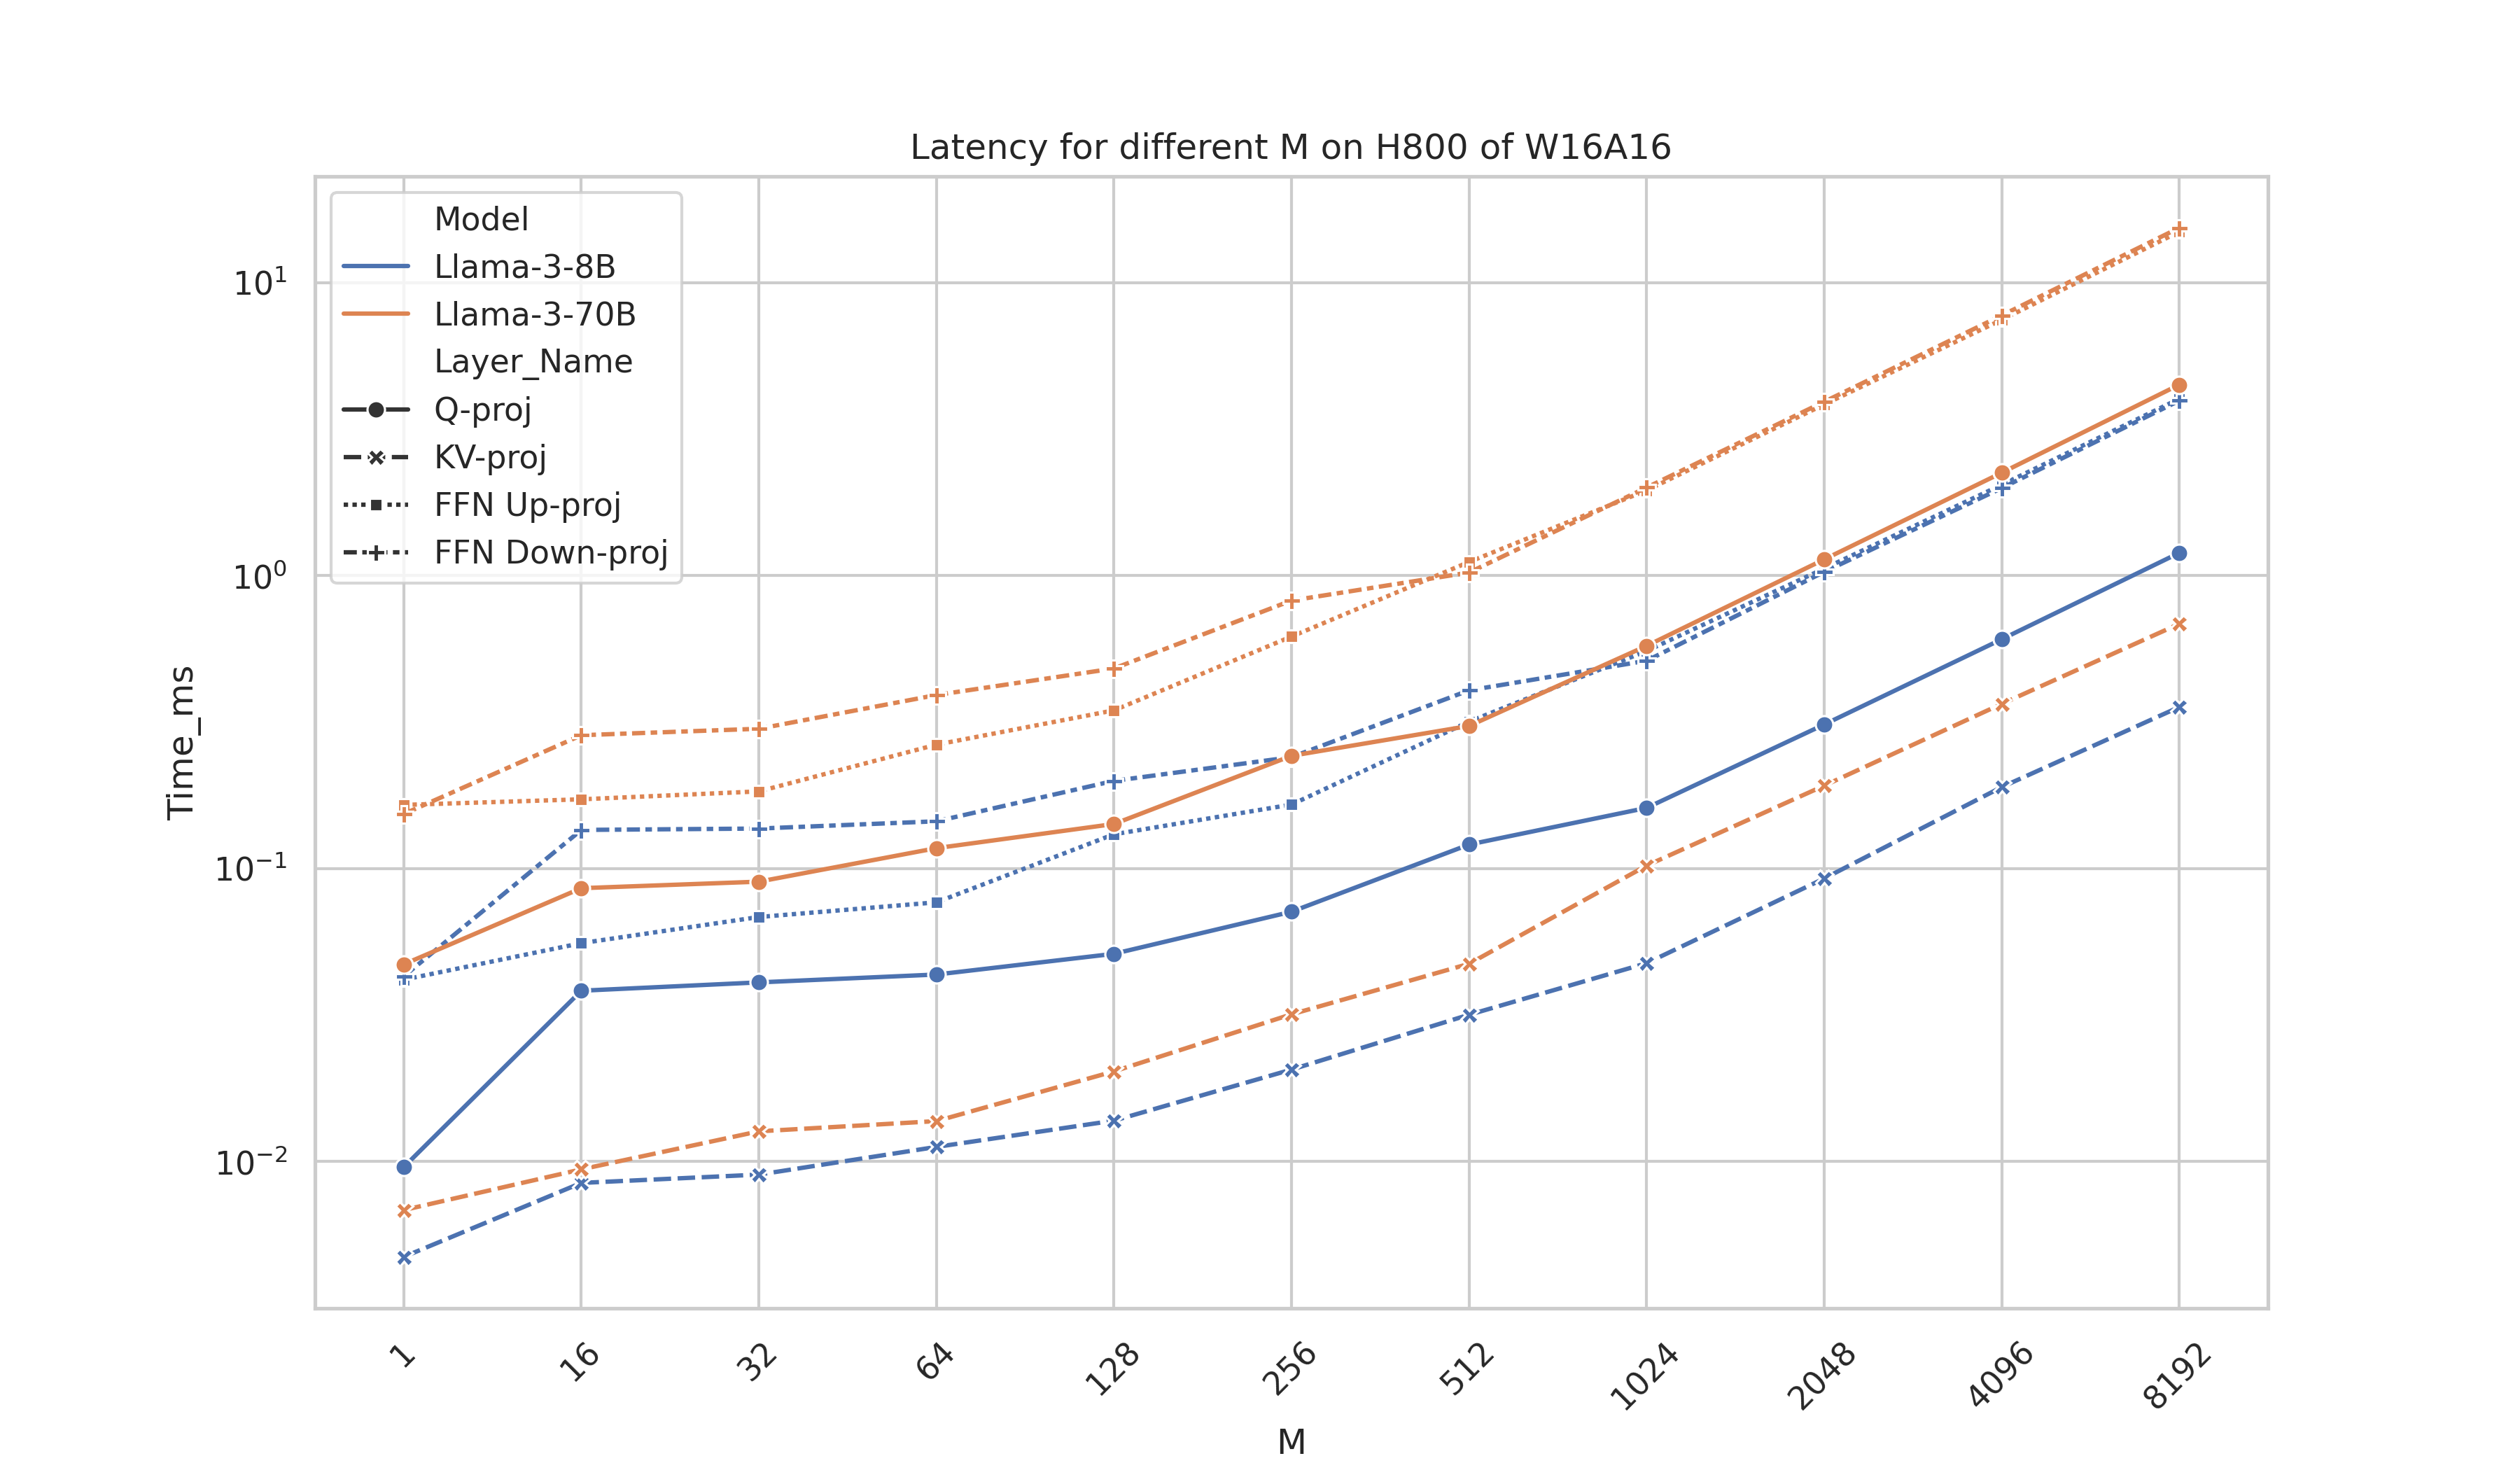 Latency for different M on H800 of W16A16
Model
Llama-3-8B
Llama-3-70B
Layer_Name
Q-proj
KV-proj
FFN Up-proj
FFN Down-proj
Time_ms
10¹
10⁰
10⁻¹
10⁻²
1 16 32 64 128 256 512 1024 2048 4096 8192
M